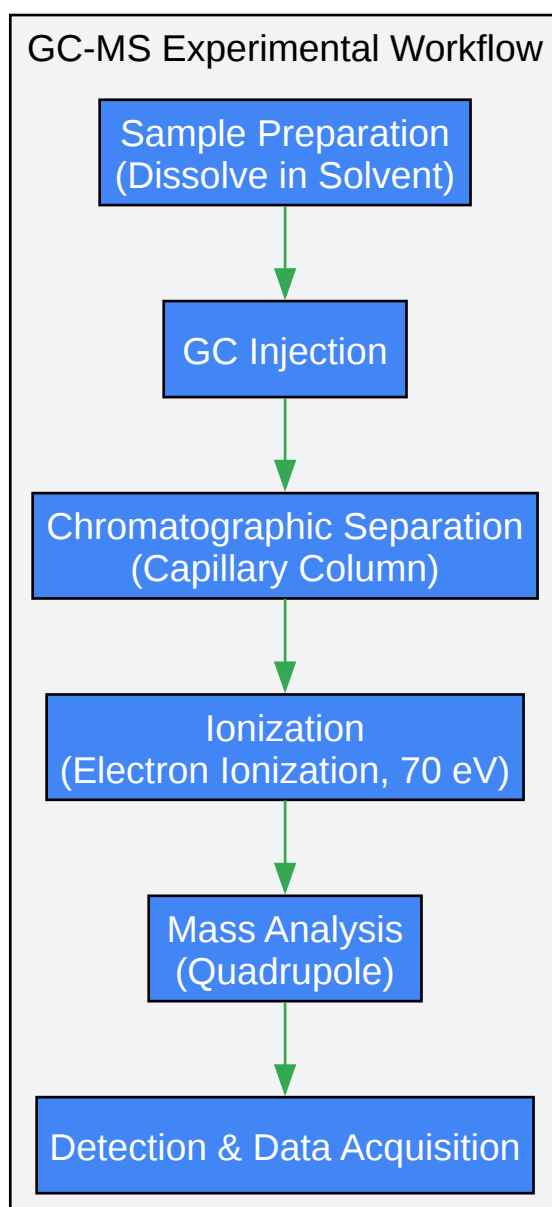 GC-MS Experimental Workflow
Sample Preparation
(Dissolve in Solvent)
GC Injection
Chromatographic Separation
(Capillary Column)
Ionization
(Electron Ionization, 70 eV)
Mass Analysis
(Quadrupole)
Detection & Data Acquisition